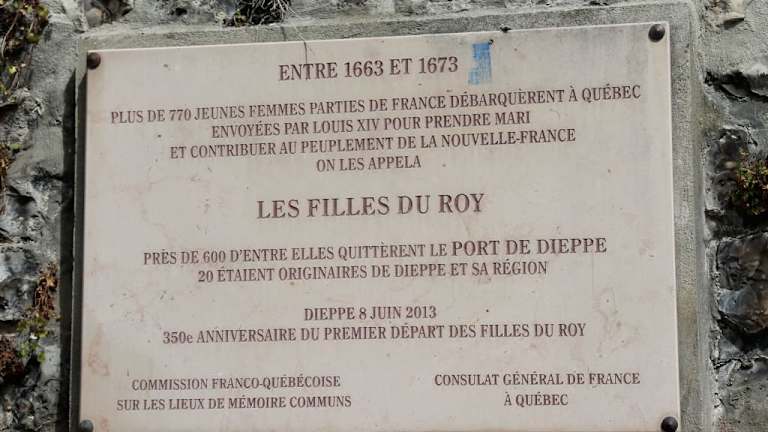 ENTRE 1663 ET 1673
PLUS DE 770 JEUNES FEMMES PARTIES DE FRANCE DÉBARQUÈRENT À QUÉBEC
ENVOYÉES PAR LOUIS XIV POUR PRENDRE MARI
ET CONTRIBUER AU PEUPLEMENT DE LA NOUVELLE-FRANCE
ON LES APPELA
LES FILLES DU ROY
PRÈS DE 600 D'ENTRE ELLES QUITTÈRENT LE PORT DE DIEPPE
20 ÉTAIENT ORIGINAIRES DE DIEPPE ET SA RÉGION
DIEPPE 8 JUIN 2013
350e ANNIVERSAIRE DU PREMIER DÉPART DES FILLES DU ROY
COMMISSION FRANCO-QUÉBÉCOISE
SUR LES LIEUX DE MÉMOIRE COMMUNS
CONSULAT GÉNÉRAL DE FRANCE
À QUÉBEC